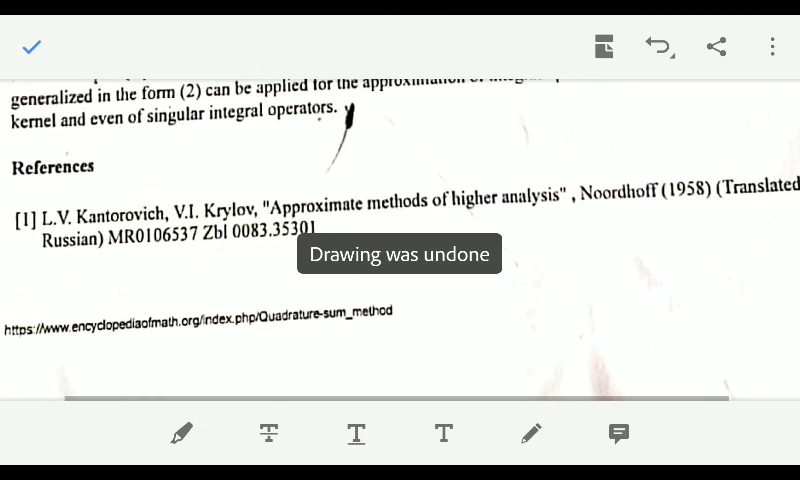 generalized in the form (2) can be applied for the approximation of
kernel and even of singular integral operators.
References
[1] L.V. Kantorovich, V.I. Krylov, "Approximate methods of higher analysis" , Noordhoff (1958) (Translated
Russian) MR0106537 Zbl 0083.35301
Drawing was undone
https://www.encyclopediaofmath.org/index.php/Quadrature-sum_method